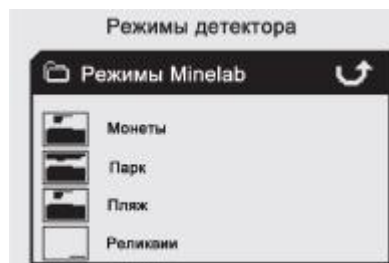 Режимы детектора
Режимы Minelab
Монеты
Парк
Пляж
Реликвии